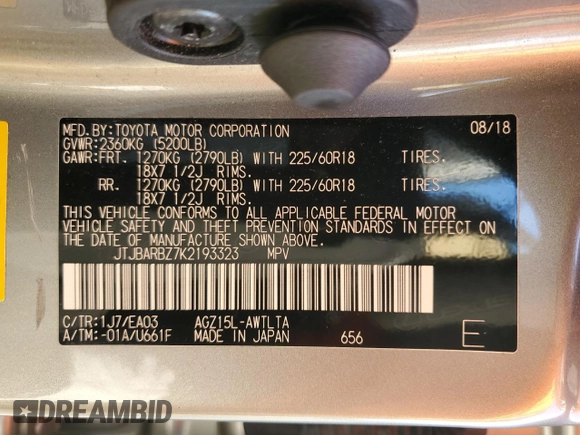 MFD.BY:TOYOTA MOTOR CORPORATION 08/18
GVWR:2360KG (5200LB)
GAWR:FRT. 1270KG (2790LB) WITH 225/60R18 TIRES.
18X7 1/2J RIMS.
RR. 1270KG (2790LB) WITH 225/60R18 TIRES.
18X7 1/2J RIMS.
THIS VEHICLE CONFORMS TO ALL APPLICABLE FEDERAL MOTOR
VEHICLE SAFETY AND THEFT PREVENTION STANDARDS IN EFFECT ON
THE DATE OF MANUFACTURE SHOWN ABOVE.
JTJBARBZ7K2193323 MPV
C/TR:1J7/EA03 AGZ15L-AWTLTA
A/TM:-01A/U661F MADE IN JAPAN 656 E
DREAMBID